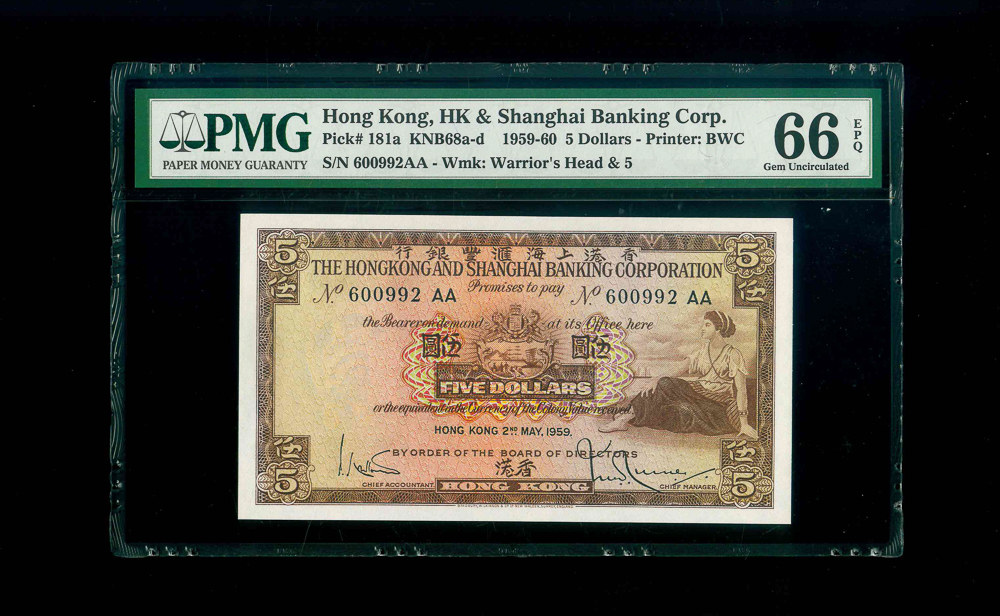 PMG
PAPER MONEY GUARANTY
Hong Kong, HK & Shanghai Banking Corp.
Pick# 181a KNB68a-d 1959-60 5 Dollars - Printer: BWC
S/N 600992AA - Wmk: Warrior's Head & 5
66 EPQ
Gem Uncirculated
5 5
行銀豐滙海上港香
THE HONGKONG AND SHANGHAI BANKING CORPORATION
伍 伍
Promises to pay
No 600992 AA No 600992 AA
the Bearer on demand at its Office here
圓伍 圓伍
FIVE DOLLARS
or the equivalent in the Currency of the Colony Value received.
HONG KONG 2ND MAY, 1959.
伍 伍
BY ORDER OF THE BOARD OF DIRECTORS
港香
5 5
CHIEF ACCOUNTANT. HONG KONG CHIEF MANAGER.